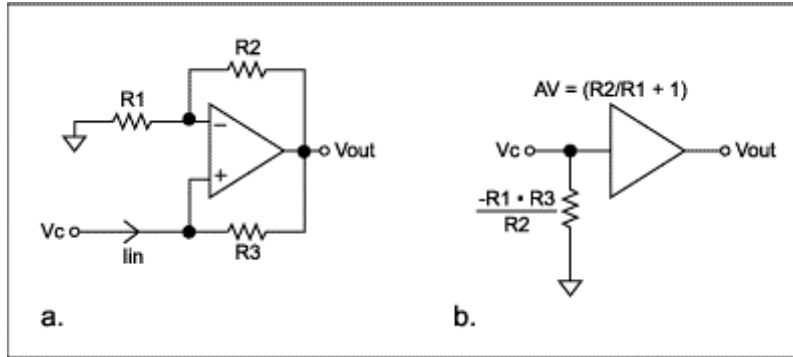 R2
R1
−
+
Vout
Vc
Iin
R3
a.
AV = (R2/R1 + 1)
Vc
Vout
-R1 • R3
R2
b.